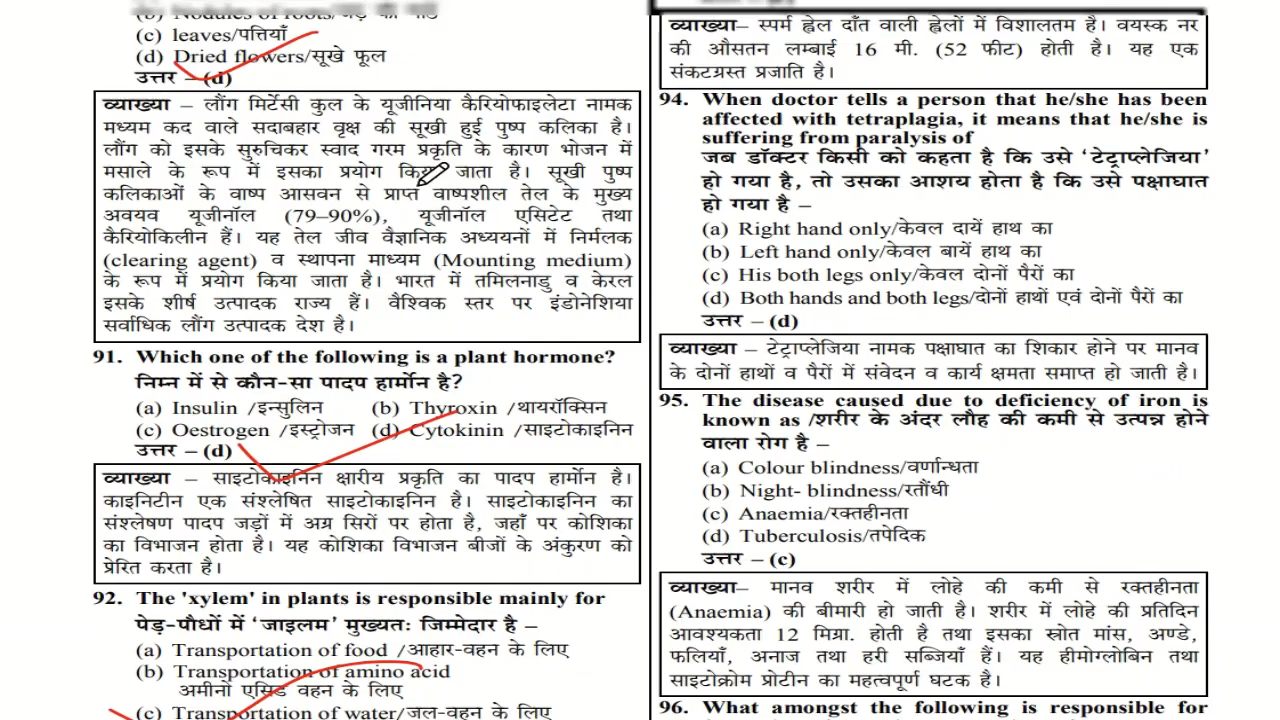 (b) Nodules of roots/जड़ की गाँठें
(c) leaves/पत्तियाँ
(d) Dried flowers/सूखे फूल
उत्तर – (d)
व्याख्या – लौंग मिर्टेसी कुल के यूजीनिया कैरियोफाइलेटा नामक
मध्यम कद वाले सदाबहार वृक्ष की सूखी हुई पुष्प कलिका है।
लौंग को इसके सुरुचिकर स्वाद गरम प्रकृति के कारण भोजन में
मसाले के रूप में इसका प्रयोग किया जाता है। सूखी पुष्प
कलिकाओं के वाष्प आसवन से प्राप्त वाष्पशील तेल के मुख्य
अवयव यूजीनॉल (79–90%), यूजीनॉल एसिटेट तथा
कैरियोकिलीन हैं। यह तेल जीव वैज्ञानिक अध्ययनों में निर्मलक
(clearing agent) व स्थापना माध्यम (Mounting medium)
के रूप में प्रयोग किया जाता है। भारत में तमिलनाडु व केरल
इसके शीर्ष उत्पादक राज्य हैं। वैश्विक स्तर पर इंडोनेशिया
सर्वाधिक लौंग उत्पादक देश है।
91. Which one of the following is a plant hormone?
निम्न में से कौन-सा पादप हार्मोन है?
(a) Insulin /इन्सुलिन (b) Thyroxin /थायरॉक्सिन
(c) Oestrogen /इस्ट्रोजन (d) Cytokinin /साइटोकाइनिन
उत्तर –(d)
व्याख्या – साइटोकाइनिन क्षारीय प्रकृति का पादप हार्मोन है।
काइनिटीन एक संश्लेषित साइटोकाइनिन है। साइटोकाइनिन का
संश्लेषण पादप जड़ों में अग्र सिरों पर होता है, जहाँ पर कोशिका
का विभाजन होता है। यह कोशिका विभाजन बीजों के अंकुरण को
प्रेरित करता है।
92. The 'xylem' in plants is responsible mainly for
पेड़-पौधों में ‘जाइलम’ मुख्यतः जिम्मेदार है –
(a) Transportation of food /आहार-वहन के लिए
(b) Transportation of amino acid
अमीनो एसिड वहन के लिए
(c) Transportation of water/जल-वहन के लिए
व्याख्या– स्पर्म ह्वेल दाँत वाली ह्वेलों में विशालतम है। वयस्क नर
की औसतन लम्बाई 16 मी. (52 फीट) होती है। यह एक
संकटग्रस्त प्रजाति है।
94. When doctor tells a person that he/she has been
affected with tetraplagia, it means that he/she is
suffering from paralysis of
जब डॉक्टर किसी को कहता है कि उसे ‘टेट्राप्लेजिया’
हो गया है, तो उसका आशय होता है कि उसे पक्षाघात
हो गया है –
(a) Right hand only/केवल दायें हाथ का
(b) Left hand only/केवल बायें हाथ का
(c) His both legs only/केवल दोनों पैरों का
(d) Both hands and both legs/दोनों हाथों एवं दोनों पैरों का
उत्तर – (d)
व्याख्या – टेट्राप्लेजिया नामक पक्षाघात का शिकार होने पर मानव
के दोनों हाथों व पैरों में संवेदन व कार्य क्षमता समाप्त हो जाती है।
95. The disease caused due to deficiency of iron is
known as /शरीर के अंदर लौह की कमी से उत्पन्न होने
वाला रोग है –
(a) Colour blindness/वर्णान्धता
(b) Night- blindness/रतौंधी
(c) Anaemia/रक्तहीनता
(d) Tuberculosis/तपेदिक
उत्तर – (c)
व्याख्या– मानव शरीर में लोहे की कमी से रक्तहीनता
(Anaemia) की बीमारी हो जाती है। शरीर में लोहे की प्रतिदिन
आवश्यकता 12 मिग्रा. होती है तथा इसका स्रोत मांस, अण्डे,
फलियाँ, अनाज तथा हरी सब्जियाँ हैं। यह हीमोग्लोबिन तथा
साइटोक्रोम प्रोटीन का महत्वपूर्ण घटक है।
96. What amongst the following is responsible for